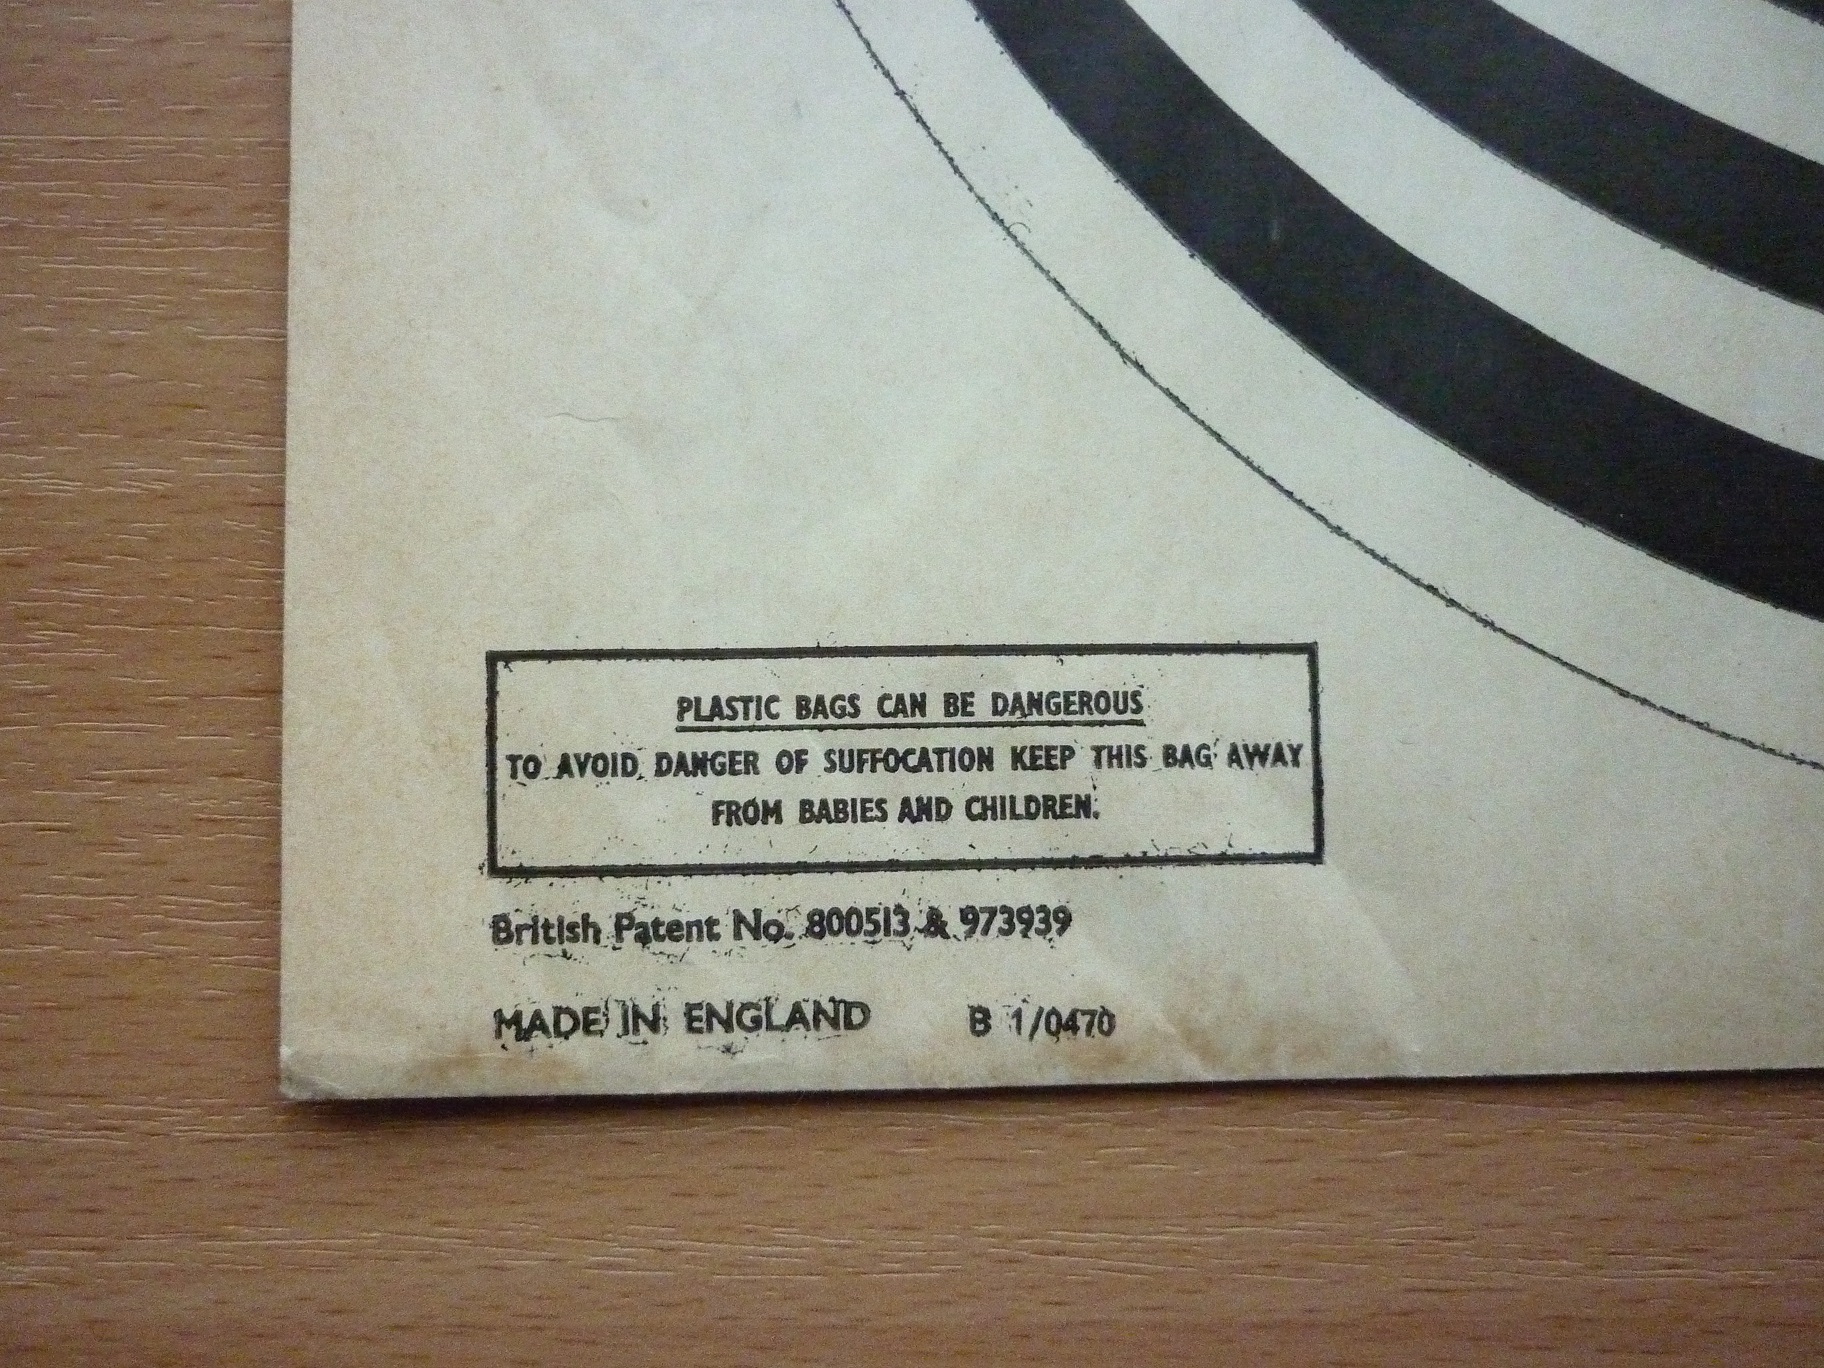 PLASTIC BAGS CAN BE DANGEROUS
TO AVOID DANGER OF SUFFOCATION KEEP THIS BAG AWAY
FROM BABIES AND CHILDREN.
British Patent No. 800513 & 973939
MADE IN ENGLAND B 1/0470